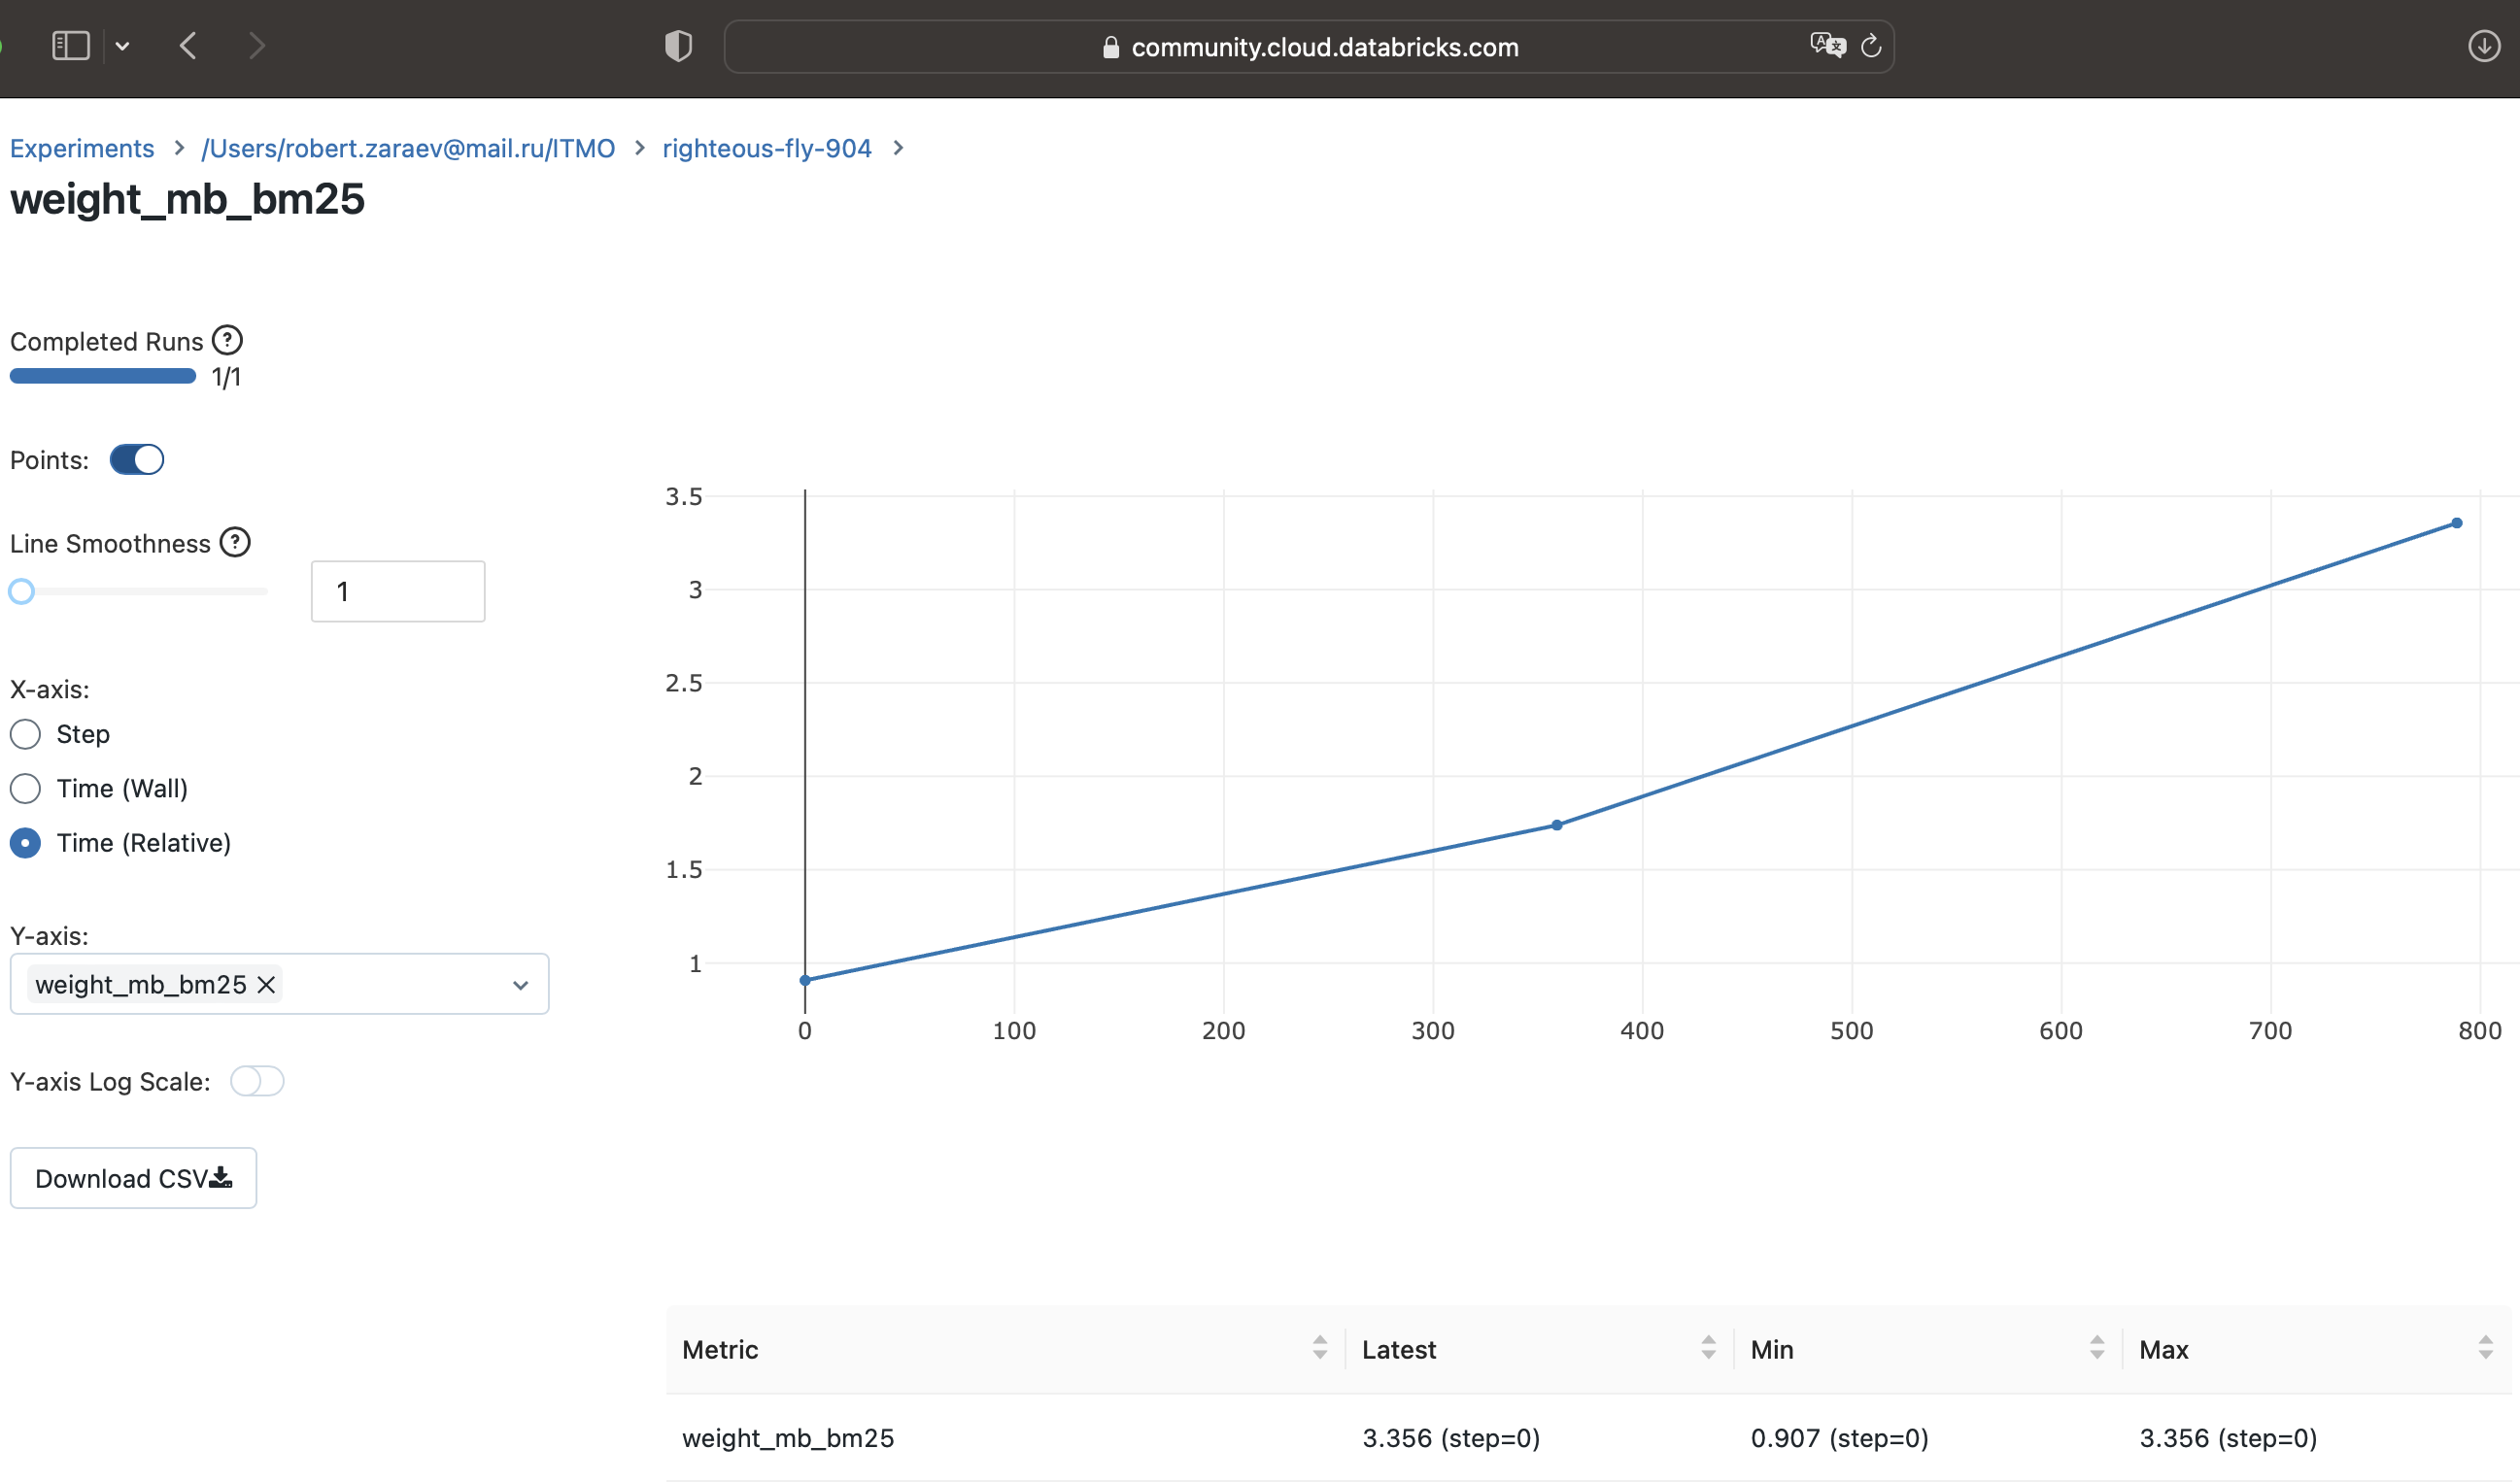 community.cloud.databricks.com
Experiments > /Users/robert.zaraev@mail.ru/ITMO > righteous-fly-904 >
weight_mb_bm25
Completed Runs ?
1/1
Points:
Line Smoothness ?
1
X-axis:
Step
Time (Wall)
Time (Relative)
Y-axis:
weight_mb_bm25
Y-axis Log Scale:
Download CSV
3.5
3
2.5
2
1.5
1
0 100 200 300 400 500 600 700 800
Metric Latest Min Max
weight_mb_bm25 3.356 (step=0) 0.907 (step=0) 3.356 (step=0)